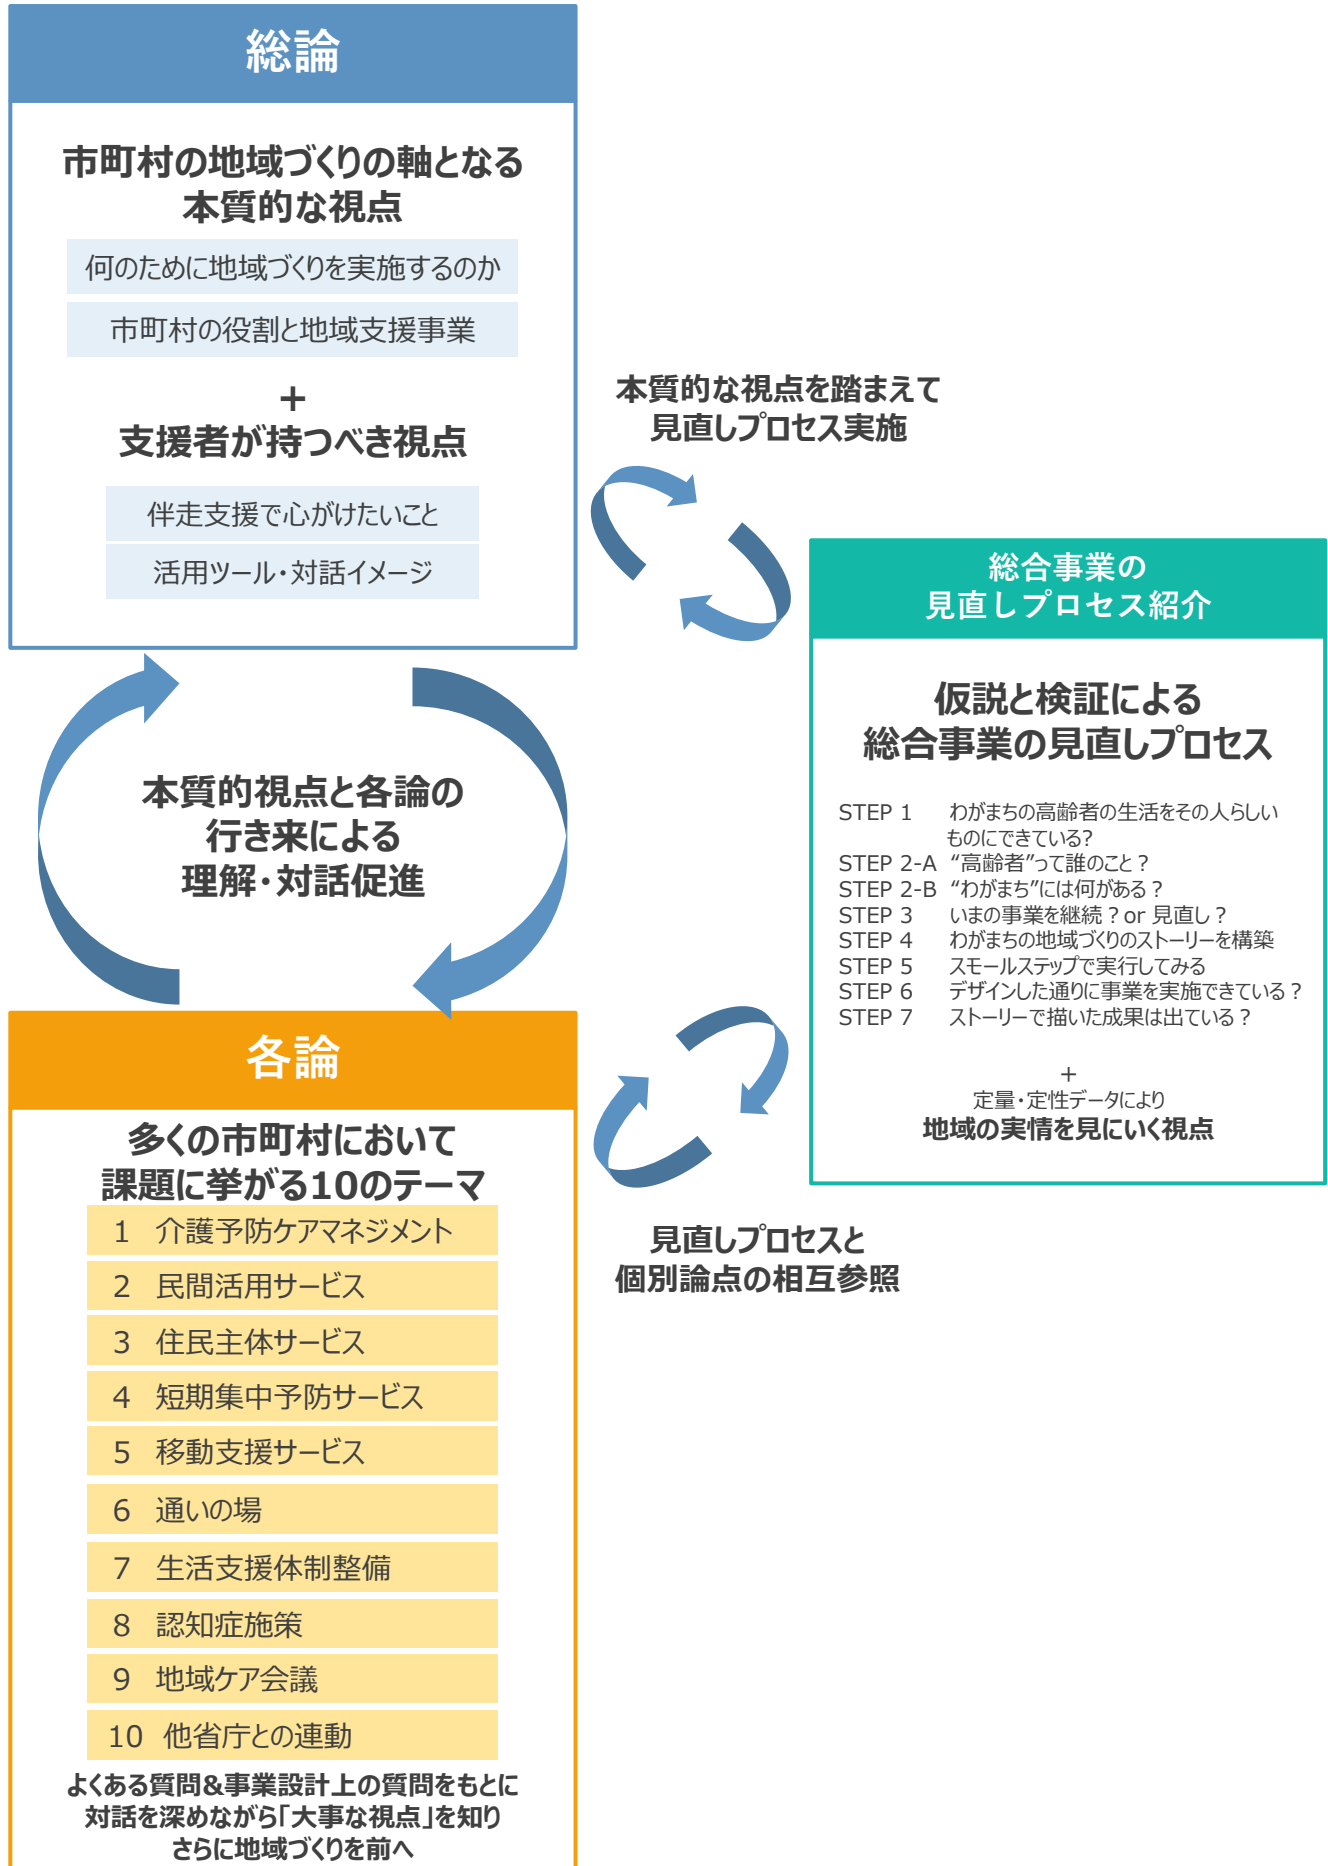 総論
市町村の地域づくりの軸となる
本質的な視点
何のために地域づくりを実施するのか
市町村の役割と地域支援事業
+
支援者が持つべき視点
伴走支援で心がけたいこと
活用ツール・対話イメージ
本質的な視点を踏まえて
見直しプロセス実施
本質的視点と各論の
行き来による
理解・対話促進
総合事業の
見直しプロセス紹介
仮説と検証による
総合事業の見直しプロセス
STEP 1 わがまちの高齢者の生活をその人らしい
ものにできている?
STEP 2-A “高齢者”って誰のこと？
STEP 2-B “わがまち”には何がある？
STEP 3 いまの事業を継続？or 見直し？
STEP 4 わがまちの地域づくりのストーリーを構築
STEP 5 スモールステップで実行してみる
STEP 6 デザインした通りに事業を実施できている？
STEP 7 ストーリーで描いた成果は出ている？
+
定量・定性データにより
地域の実情を見にいく視点
見直しプロセスと
個別論点の相互参照
各論
多くの市町村において
課題に挙がる10のテーマ
1 介護予防ケアマネジメント
2 民間活用サービス
3 住民主体サービス
4 短期集中予防サービス
5 移動支援サービス
6 通いの場
7 生活支援体制整備
8 認知症施策
9 地域ケア会議
10 他省庁との連動
よくある質問&事業設計上の質問をもとに
対話を深めながら「大事な視点」を知り
さらに地域づくりを前へ